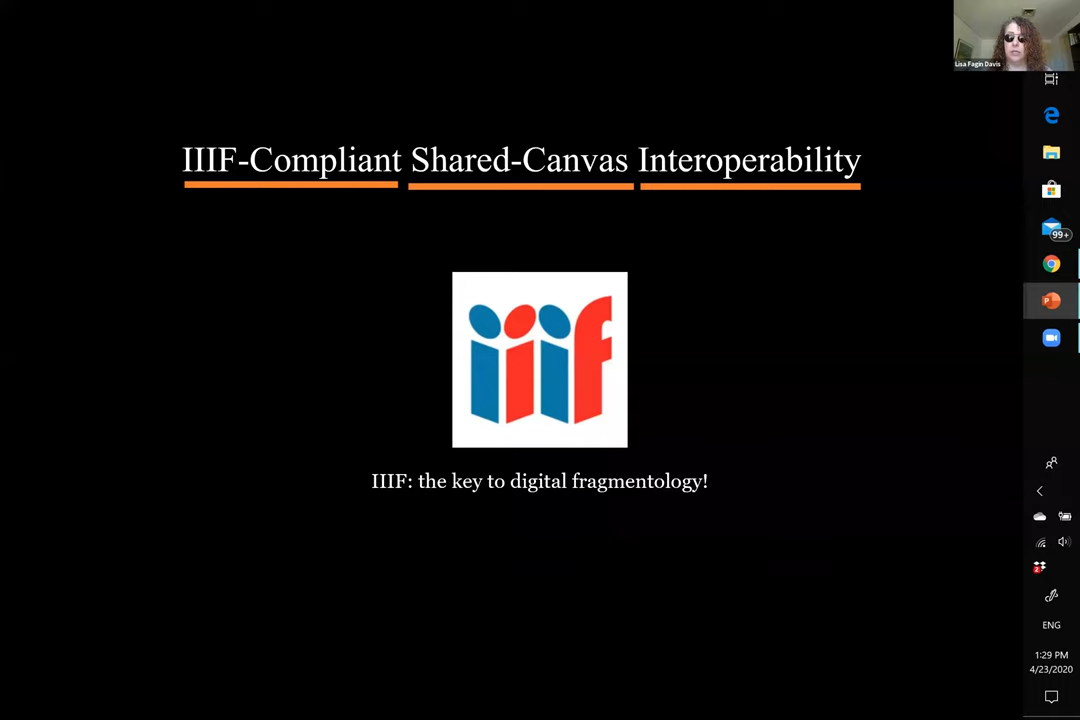 Lisa Fagin Davis
IIIF-Compliant Shared-Canvas Interoperability
iiif
IIIF: the key to digital fragmentology!
99+
P
2
ENG
1:29 PM
4/23/2020